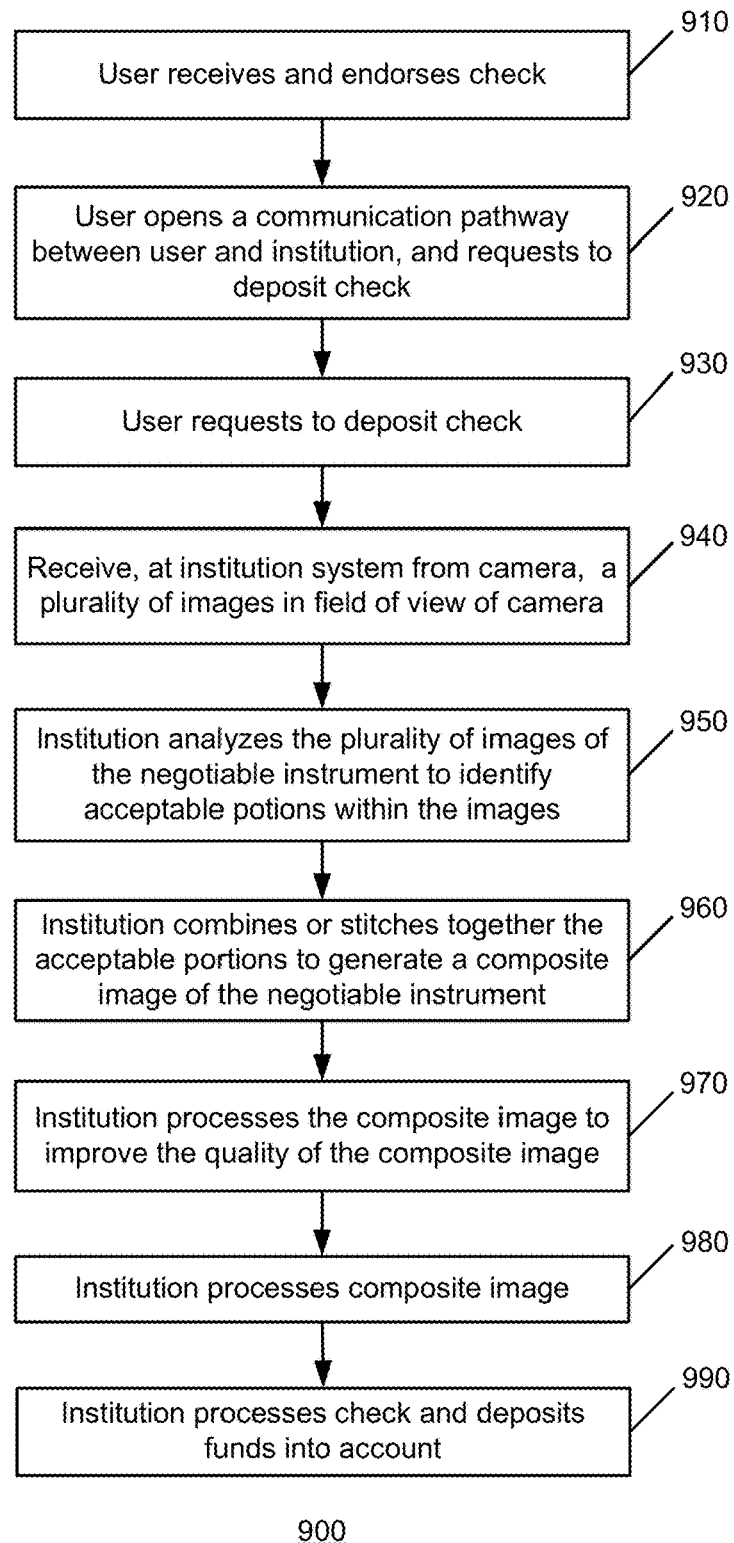 910
User receives and endorses check
920
User opens a communication pathway
between user and institution, and requests to
deposit check
930
User requests to deposit check
940
Receive, at institution system from camera, a
plurality of images in field of view of camera
950
Institution analyzes the plurality of images of
the negotiable instrument to identify
acceptable potions within the images
960
Institution combines or stitches together the
acceptable portions to generate a composite
image of the negotiable instrument
970
Institution processes the composite image to
improve the quality of the composite image
980
Institution processes composite image
990
Institution processes check and deposits
funds into account
900